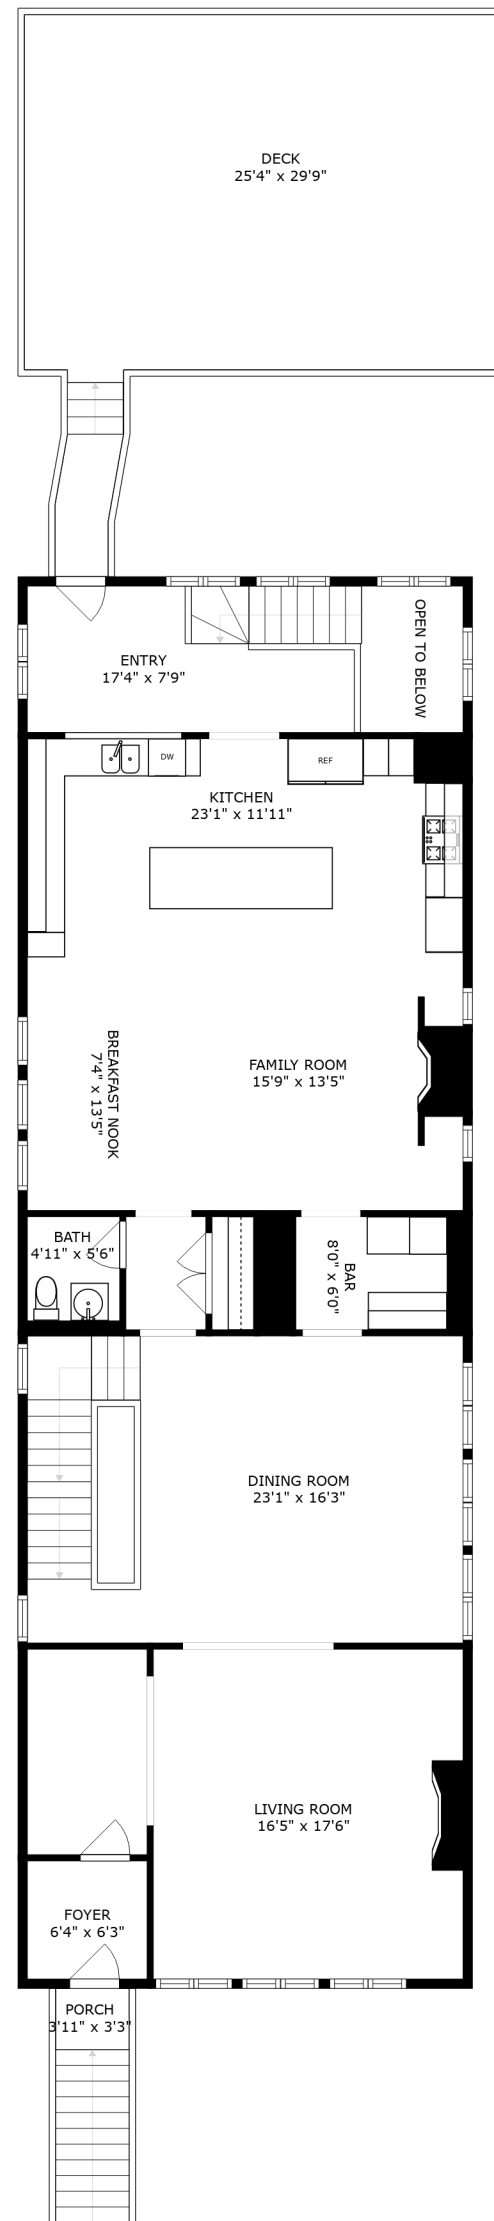 DECK
25'4" x 29'9"
OPEN TO BELOW
ENTRY
17'4" x 7'9"
DW
REF
KITCHEN
23'1" x 11'11"
BREAKFAST NOOK
7'4" x 13'5"
FAMILY ROOM
15'9" x 13'5"
BATH
4'11" x 5'6"
BAR
8'0" x 6'0"
DINING ROOM
23'1" x 16'3"
LIVING ROOM
16'5" x 17'6"
FOYER
6'4" x 6'3"
PORCH
3'11" x 3'3"